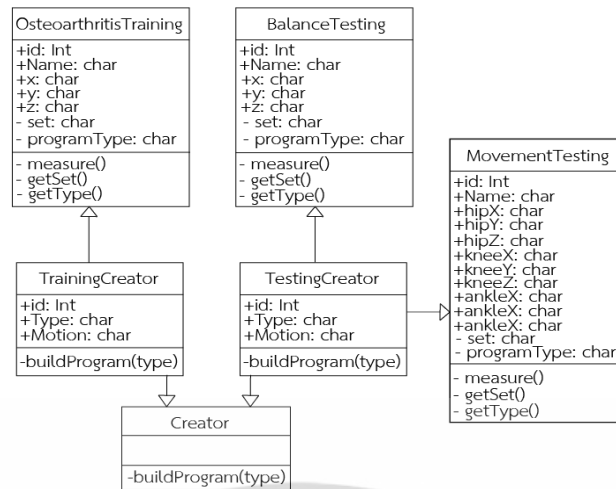 OsteoarthritisTraining
+id: Int
+Name: char
+x: char
+y: char
+z: char
- set: char
- programType: char
- measure()
- getSet()
- getType()
BalanceTesting
+id: Int
+Name: char
+x: char
+y: char
+z: char
- set: char
- programType: char
- measure()
- getSet()
- getType()
MovementTesting
+id: Int
+Name: char
+hipX: char
+hipY: char
+hipZ: char
+kneeX: char
+kneeY: char
+kneeZ: char
+ankleX: char
+ankleX: char
+ankleX: char
- set: char
- programType: char
- measure()
- getSet()
- getType()
TrainingCreator
+id: Int
+Type: char
+Motion: char
-buildProgram(type)
TestingCreator
+id: Int
+Type: char
+Motion: char
-buildProgram(type)
Creator
-buildProgram(type)